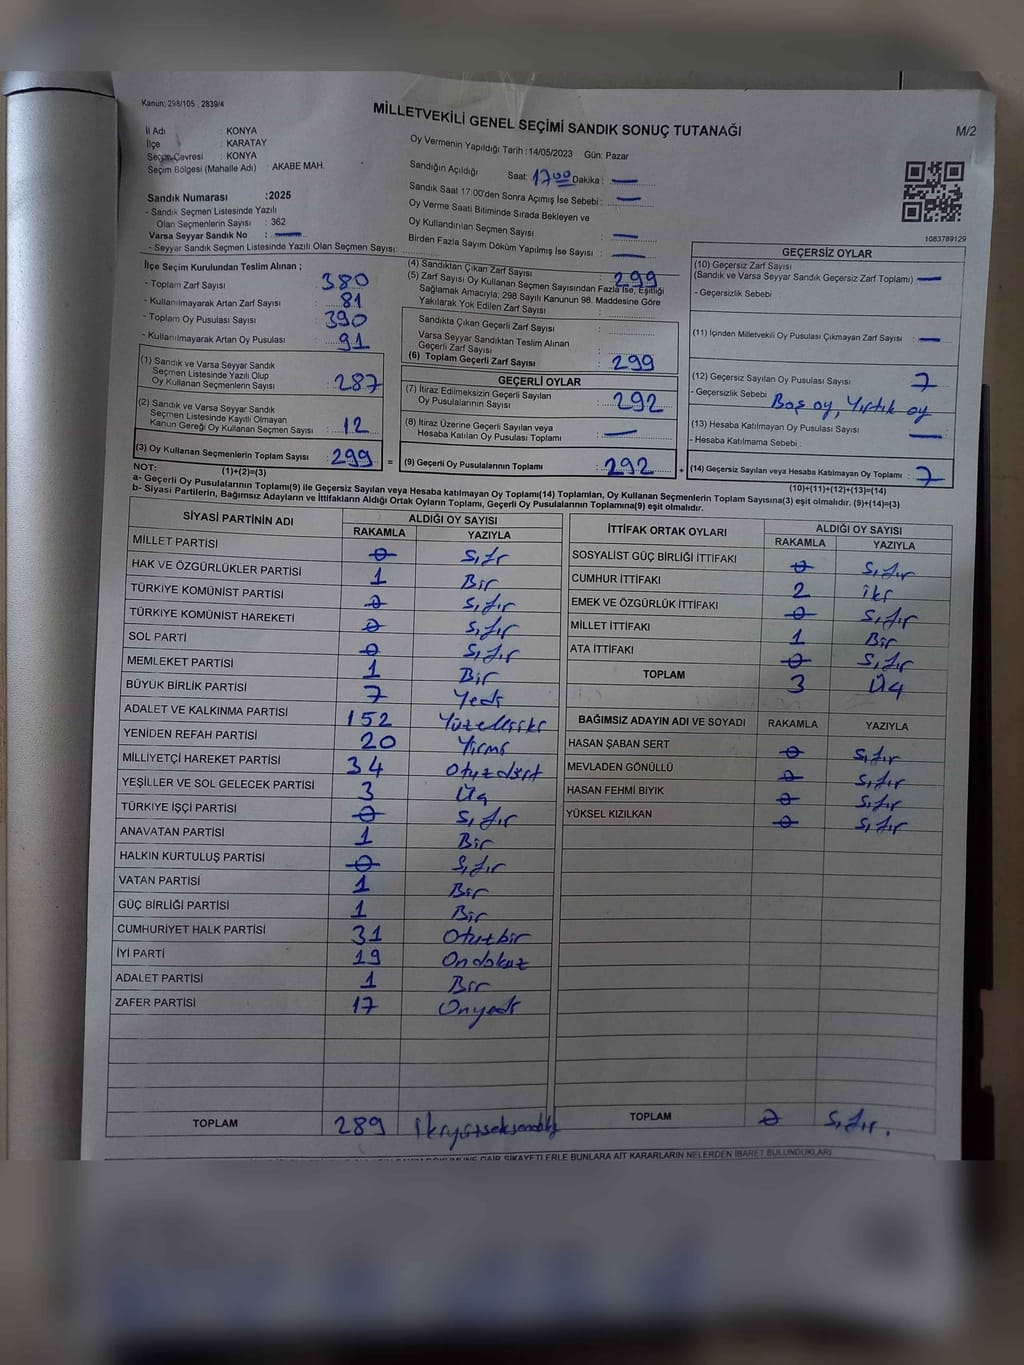 Kanun; 298/105 , 2839/4
MİLLETVEKİLİ GENEL SEÇİMİ SANDIK SONUÇ TUTANAĞI
M/2
İl Adı : KONYA
İlçe : KARATAY
Seçim Çevresi : KONYA
Seçim Bölgesi (Mahalle Adı) : AKABE MAH.
Sandık Numarası :2025
- Sandık Seçmen Listesinde Yazılı
Olan Seçmenlerin Sayısı : 362
Varsa Seyyar Sandık No : —
- Seyyar Sandık Seçmen Listesinde Yazılı Olan Seçmen Sayısı:
Oy Vermenin Yapıldığı Tarih :14/05/2023 Gün: Pazar
Sandığın Açıldığı Saat: 17 00 Dakika : —
Sandık Saat 17:00'den Sonra Açımış İse Sebebi : —
Oy Verme Saati Bitiminde Sırada Bekleyen ve
Oy Kullandırılan Seçmen Sayısı : —
Birden Fazla Sayım Döküm Yapılmış İse Sayısı : —
1083789129
İlçe Seçim Kurulundan Teslim Alınan ;
- Toplam Zarf Sayısı : 380
- Kullanılmayarak Artan Zarf Sayısı : 81
- Toplam Oy Pusulası Sayısı : 390
- Kullanılmayarak Artan Oy Pusulası : 91
(1) Sandık ve Varsa Seyyar Sandık
Seçmen Listesinde Yazılı Olup
Oy Kullanan Seçmenlerin Sayısı : 287
(2) Sandık ve Varsa Seyyar Sandık
Seçmen Listesinde Kayıtlı Olmayan
Kanun Gereği Oy Kullanan Seçmen Sayısı : 12
(3) Oy Kullanan Seçmenlerin Toplam Sayısı : 299
(1)+(2)=(3)
(4) Sandıktan Çıkan Zarf Sayısı : 299
(5) Zarf Sayısı Oy Kullanan Seçmen Sayısından Fazla İse, Eşitliği
Sağlamak Amacıyla; 298 Sayılı Kanunun 98. Maddesine Göre
Yakılarak Yok Edilen Zarf Sayısı :
Sandıkta Çıkan Geçerli Zarf Sayısı :
Varsa Seyyar Sandıktan Teslim Alınan
Geçerli Zarf Sayısı :
(6) Toplam Geçerli Zarf Sayısı : 299
GEÇERLİ OYLAR
(7) İtiraz Edilmeksizin Geçerli Sayılan
Oy Pusulalarının Sayısı : 292
(8) İtiraz Üzerine Geçerli Sayılan veya
Hesaba Katılan Oy Pusulası Toplamı : —
= (9) Geçerli Oy Pusulalarının Toplamı : 292 +
GEÇERSİZ OYLAR
(10) Geçersiz Zarf Sayısı
(Sandık ve Varsa Seyyar Sandık Geçersiz Zarf Toplamı) : —
- Geçersizlik Sebebi :
(11) İçinden Milletvekili Oy Pusulası Çıkmayan Zarf Sayısı : —
(12) Geçersiz Sayılan Oy Pusulası Sayısı : 7
- Geçersizlik Sebebi : Boş oy, Yırtık oy
(13) Hesaba Katılmayan Oy Pusulası Sayısı : —
- Hesaba Katılmama Sebebi :
(14) Geçersiz Sayılan veya Hesaba Katılmayan Oy Toplamı : 7
(10)+(11)+(12)+(13)=(14)
NOT:
a- Geçerli Oy Pusulalarının Toplamı(9) ile Geçersiz Sayılan veya Hesaba katılmayan Oy Toplamı(14) Toplamları, Oy Kullanan Seçmenlerin Toplam Sayısına(3) eşit olmalıdır. (9)+(14)=(3)
b- Siyasi Partilerin, Bağımsız Adayların ve İttifakların Aldığı Ortak Oyların Toplamı, Geçerli Oy Pusulalarının Toplamına(9) eşit olmalıdır.
SİYASİ PARTİNİN ADI ALDIĞI OY SAYISI
RAKAMLA YAZIYLA
MİLLET PARTİSİ 0 Sıfır
HAK VE ÖZGÜRLÜKLER PARTİSİ 1 Bir
TÜRKİYE KOMÜNİST PARTİSİ 0 Sıfır
TÜRKİYE KOMÜNİST HAREKETİ 0 Sıfır
SOL PARTİ 0 Sıfır
MEMLEKET PARTİSİ 1 Bir
BÜYÜK BİRLİK PARTİSİ 7 Yedi
ADALET VE KALKINMA PARTİSİ 152 Yüzelliiki
YENİDEN REFAH PARTİSİ 20 Yirmi
MİLLİYETÇİ HAREKET PARTİSİ 34 Otuzdört
YEŞİLLER VE SOL GELECEK PARTİSİ 3 Üç
TÜRKİYE İŞÇİ PARTİSİ 0 Sıfır
ANAVATAN PARTİSİ 1 Bir
HALKIN KURTULUŞ PARTİSİ 0 Sıfır
VATAN PARTİSİ 1 Bir
GÜÇ BİRLİĞİ PARTİSİ 1 Bir
CUMHURİYET HALK PARTİSİ 31 Otuzbir
İYİ PARTİ 19 Ondokuz
ADALET PARTİSİ 1 Bir
ZAFER PARTİSİ 17 Onyedi
TOPLAM 289 ikiyüzseksendokuz
İTTİFAK ORTAK OYLARI ALDIĞI OY SAYISI
RAKAMLA YAZIYLA
SOSYALİST GÜÇ BİRLİĞİ İTTİFAKI 0 Sıfır
CUMHUR İTTİFAKI 2 iki
EMEK VE ÖZGÜRLÜK İTTİFAKI 0 Sıfır
MİLLET İTTİFAKI 1 Bir
ATA İTTİFAKI 0 Sıfır
TOPLAM 3 Üç
BAĞIMSIZ ADAYIN ADI VE SOYADI RAKAMLA YAZIYLA
HASAN ŞABAN SERT 0 Sıfır
MEVLADEN GÖNÜLLÜ 0 Sıfır
HASAN FEHMİ BIYIK 0 Sıfır
YÜKSEL KIZILKAN 0 Sıfır
TOPLAM 0 Sıfır.
DÖKÜMÜNE DAİR ŞİKAYETLERLE BUNLARA AİT KARARLARIN NELERDEN İBARET BULUNDUKLARI